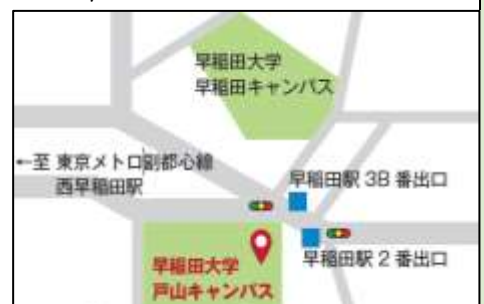 早稲田大学
早稲田キャンパス
←至 東京メトロ副都心線
西早稲田駅
早稲田駅 3B 番出口
早稲田駅 2 番出口
早稲田大学
戸山キャンパス